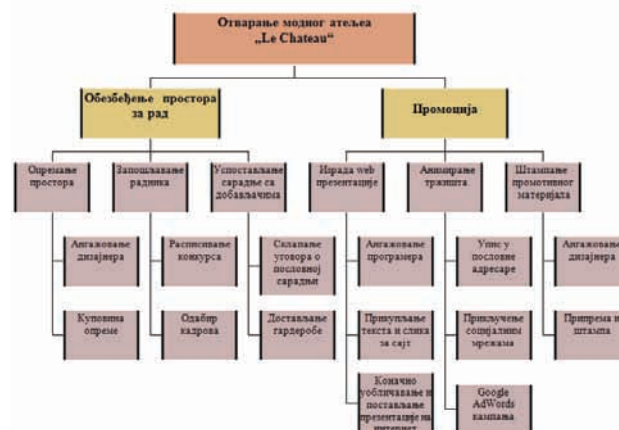 Отварање модног атељеа
„Le Chateau“
Обезбеђење простора
за рад
Промоција
Опремање
простора
Запошљавање
радника
Успостављање
сарадње са
добављачима
Израда web
презентације
Анимирање
тржишта
Штампање
промотивног
материјала
Ангажовање
дизајнера
Расписивање
конкурса
Склапање
уговора о
пословној
сарадњи
Ангажовање
програмера
Упис у
пословне
адресаре
Ангажовање
дизајнера
Куповина
опреме
Одабир
кадрова
Достављање
гардеробе
Прикупљање
текста и слика
за сајт
Прикључење
социјалним
мрежама
Припрема и
штампа
Коначно
уобличавање и
постављање
презентације на
интернет
Google
AdWords
кампања